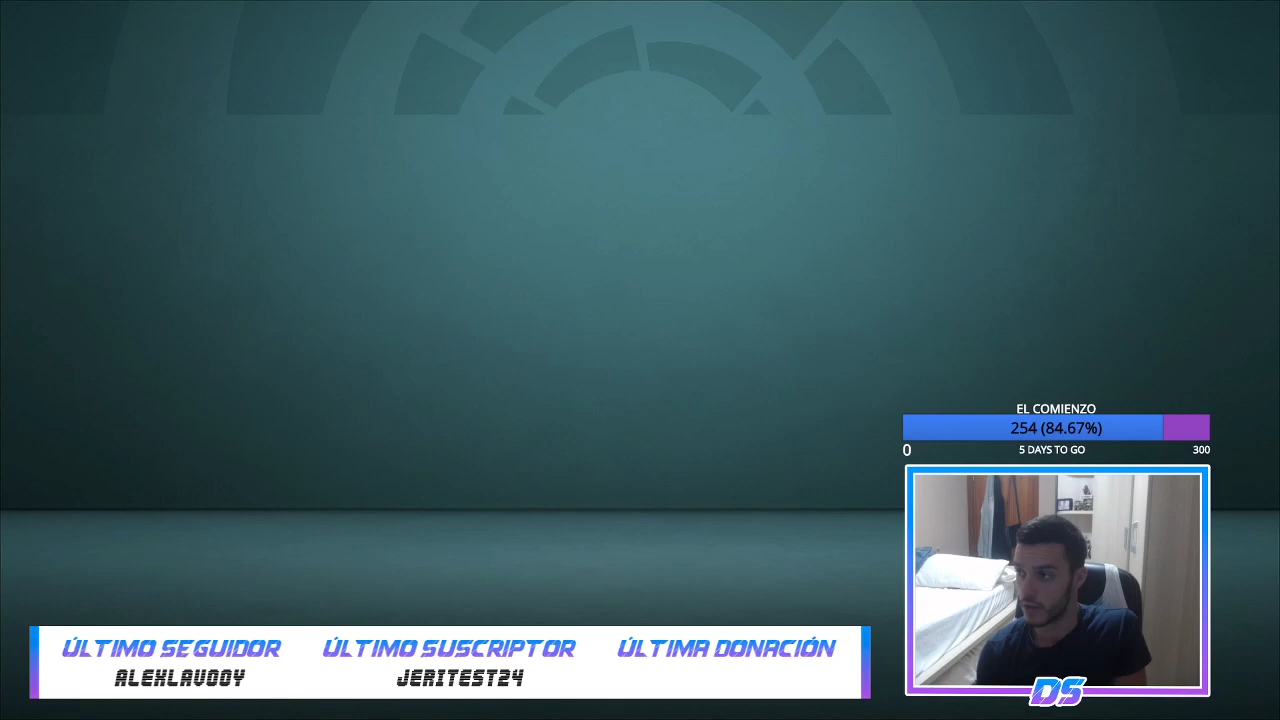 EL COMIENZO
254 (84.67%)
0 5 DAYS TO GO 300
ÚLTIMO SEGUIDOR ÚLTIMO SUSCRIPTOR ÚLTIMA DONACIÓN
ALEXLAVOOY JERITEST24
DS